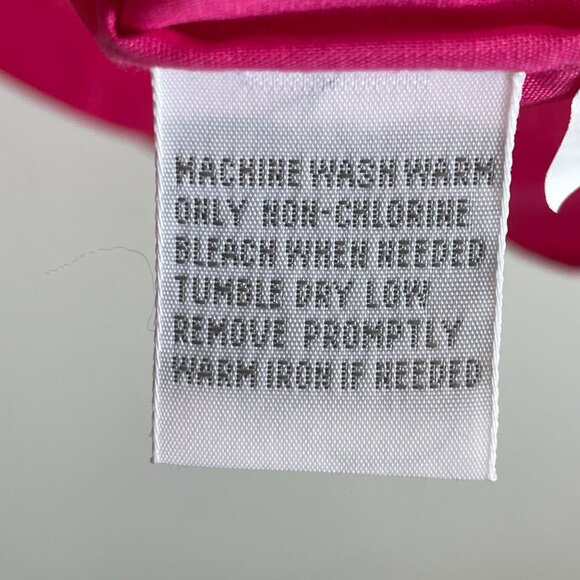 MACHINE WASH WARM
ONLY NON-CHLORINE
BLEACH WHEN NEEDED
TUMBLE DRY LOW
REMOVE PROMPTLY
WARM IRON IF NEEDED